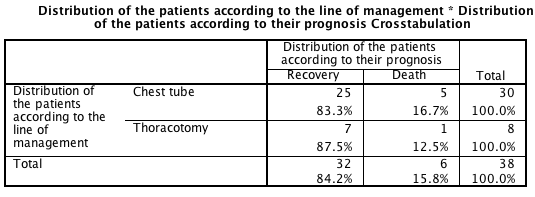 Distribution of the patients according to the line of management * Distribution
of the patients according to their prognosis Crosstabulation
Distribution of the patients
according to their prognosis
Recovery Death Total
Distribution of
the patients
according to the
line of
management
Chest tube 25 5 30
83.3% 16.7% 100.0%
Thoracotomy 7 1 8
87.5% 12.5% 100.0%
Total 32 6 38
84.2% 15.8% 100.0%